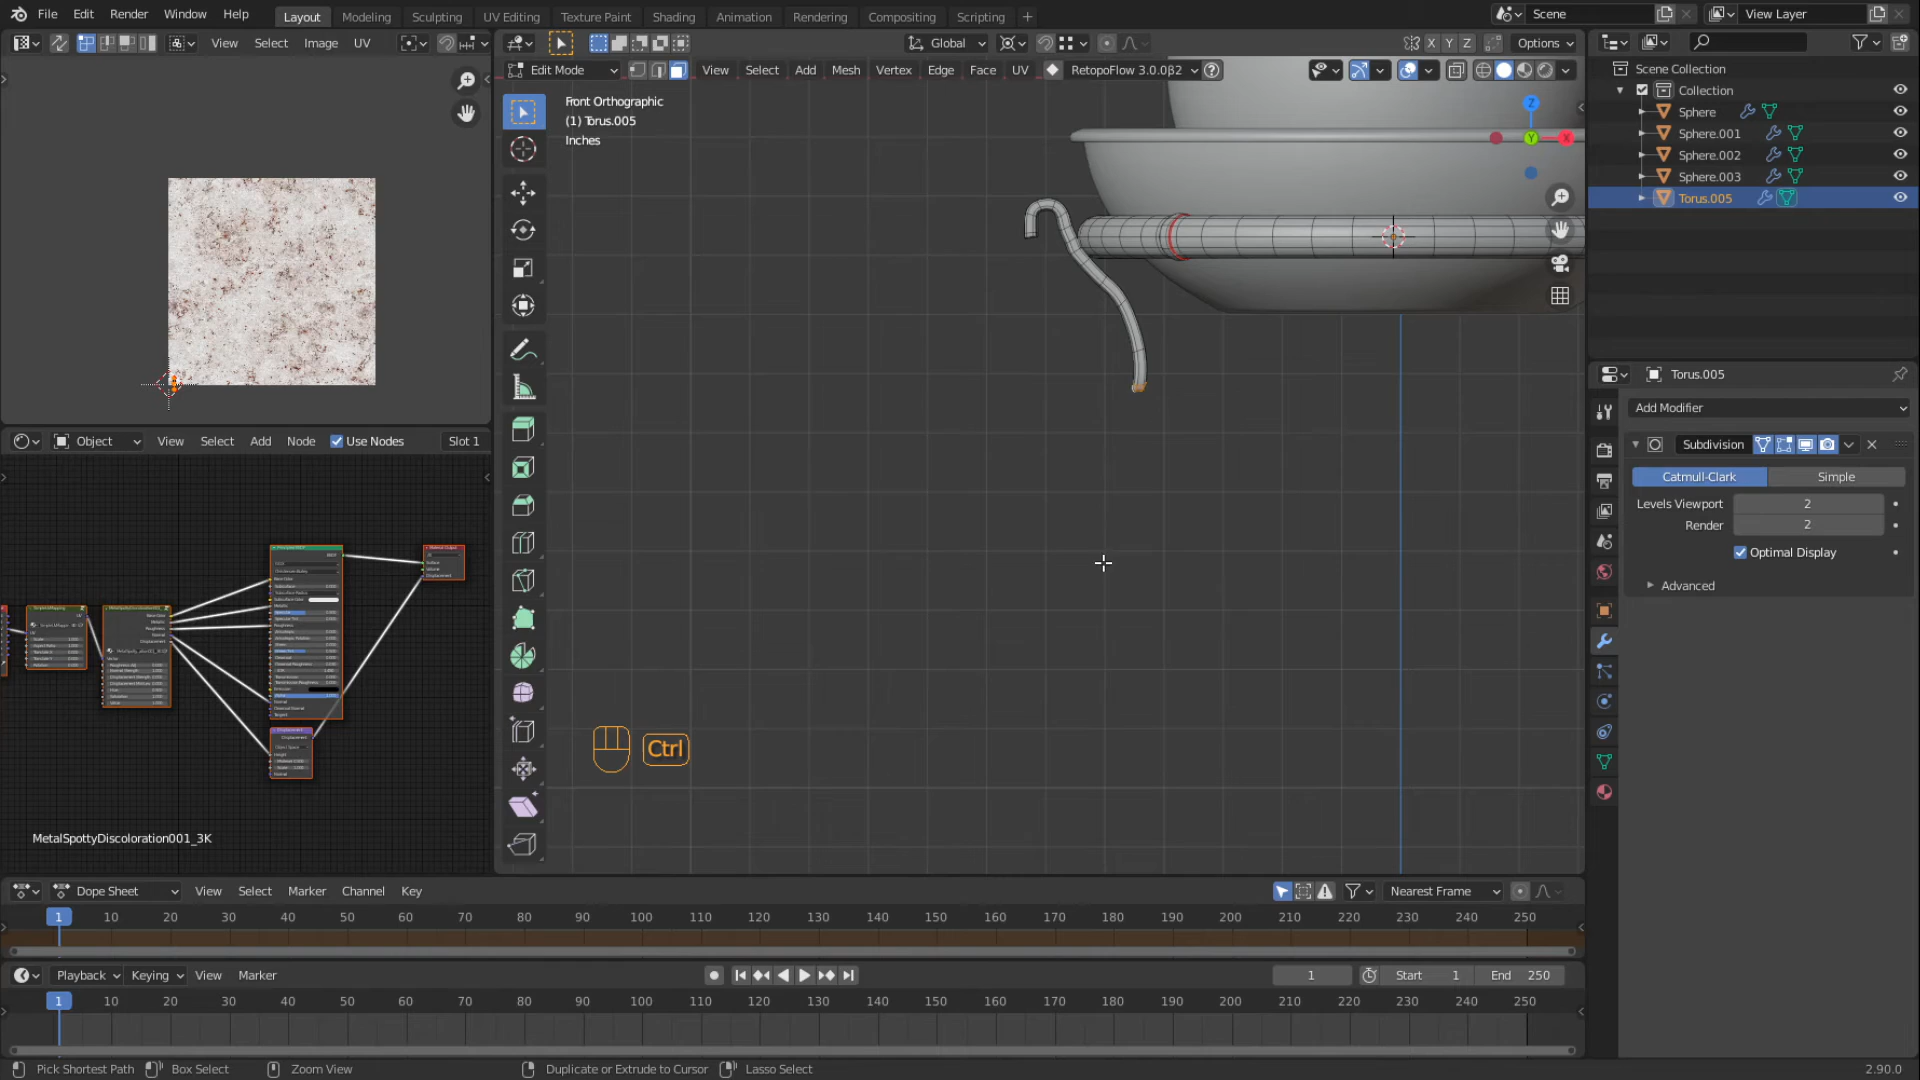 File Edit Render Window Help Layout Modeling Sculpting UV Editing Texture Paint Shading Animation Rendering Compositing Scripting + Scene View Layer
View Select Image UV
Global X Y Z Options
Edit Mode View Select Add Mesh Vertex Edge Face UV RetopoFlow 3.0.0β2
Front Orthographic
(1) Torus.005
Inches
Z
Y
X
Scene Collection
Collection
Sphere
Sphere.001
Sphere.002
Sphere.003
Torus.005
Torus.005
Add Modifier
Subdivision
Catmull-Clark Simple
Levels Viewport 2
Render 2
Optimal Display
Advanced
Object View Select Add Node Use Nodes Slot 1
MetalSpottyDiscoloration001_3K
Ctrl
Dope Sheet View Select Marker Channel Key Nearest Frame
1 10 20 30 40 50 60 70 80 90 100 110 120 130 140 150 160 170 180 190 200 210 220 230 240 250
Playback Keying View Marker 1 Start 1 End 250
1 10 20 30 40 50 60 70 80 90 100 110 120 130 140 150 160 170 180 190 200 210 220 230 240 250
Pick Shortest Path Box Select Zoom View Duplicate or Extrude to Cursor Lasso Select 2.90.0